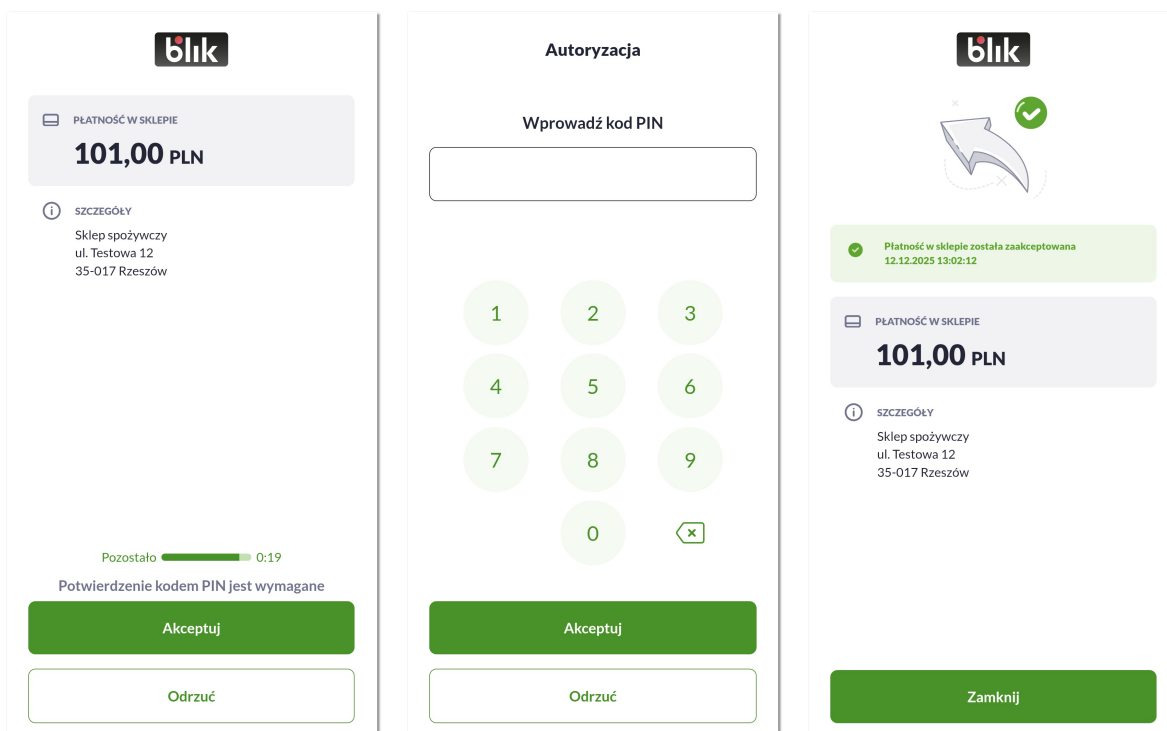 blik
PŁATNOŚĆ W SKLEPIE
101,00 PLN
SZCZEGÓŁY
Sklep spożywczy
ul. Testowa 12
35-017 Rzeszów
Pozostało 0:19
Potwierdzenie kodem PIN jest wymagane
Akceptuj
Odrzuć
Autoryzacja
Wprowadź kod PIN
1 2 3
4 5 6
7 8 9
0
Akceptuj
Odrzuć
blik
Płatność w sklepie została zaakceptowana
12.12.2025 13:02:12
PŁATNOŚĆ W SKLEPIE
101,00 PLN
SZCZEGÓŁY
Sklep spożywczy
ul. Testowa 12
35-017 Rzeszów
Zamknij